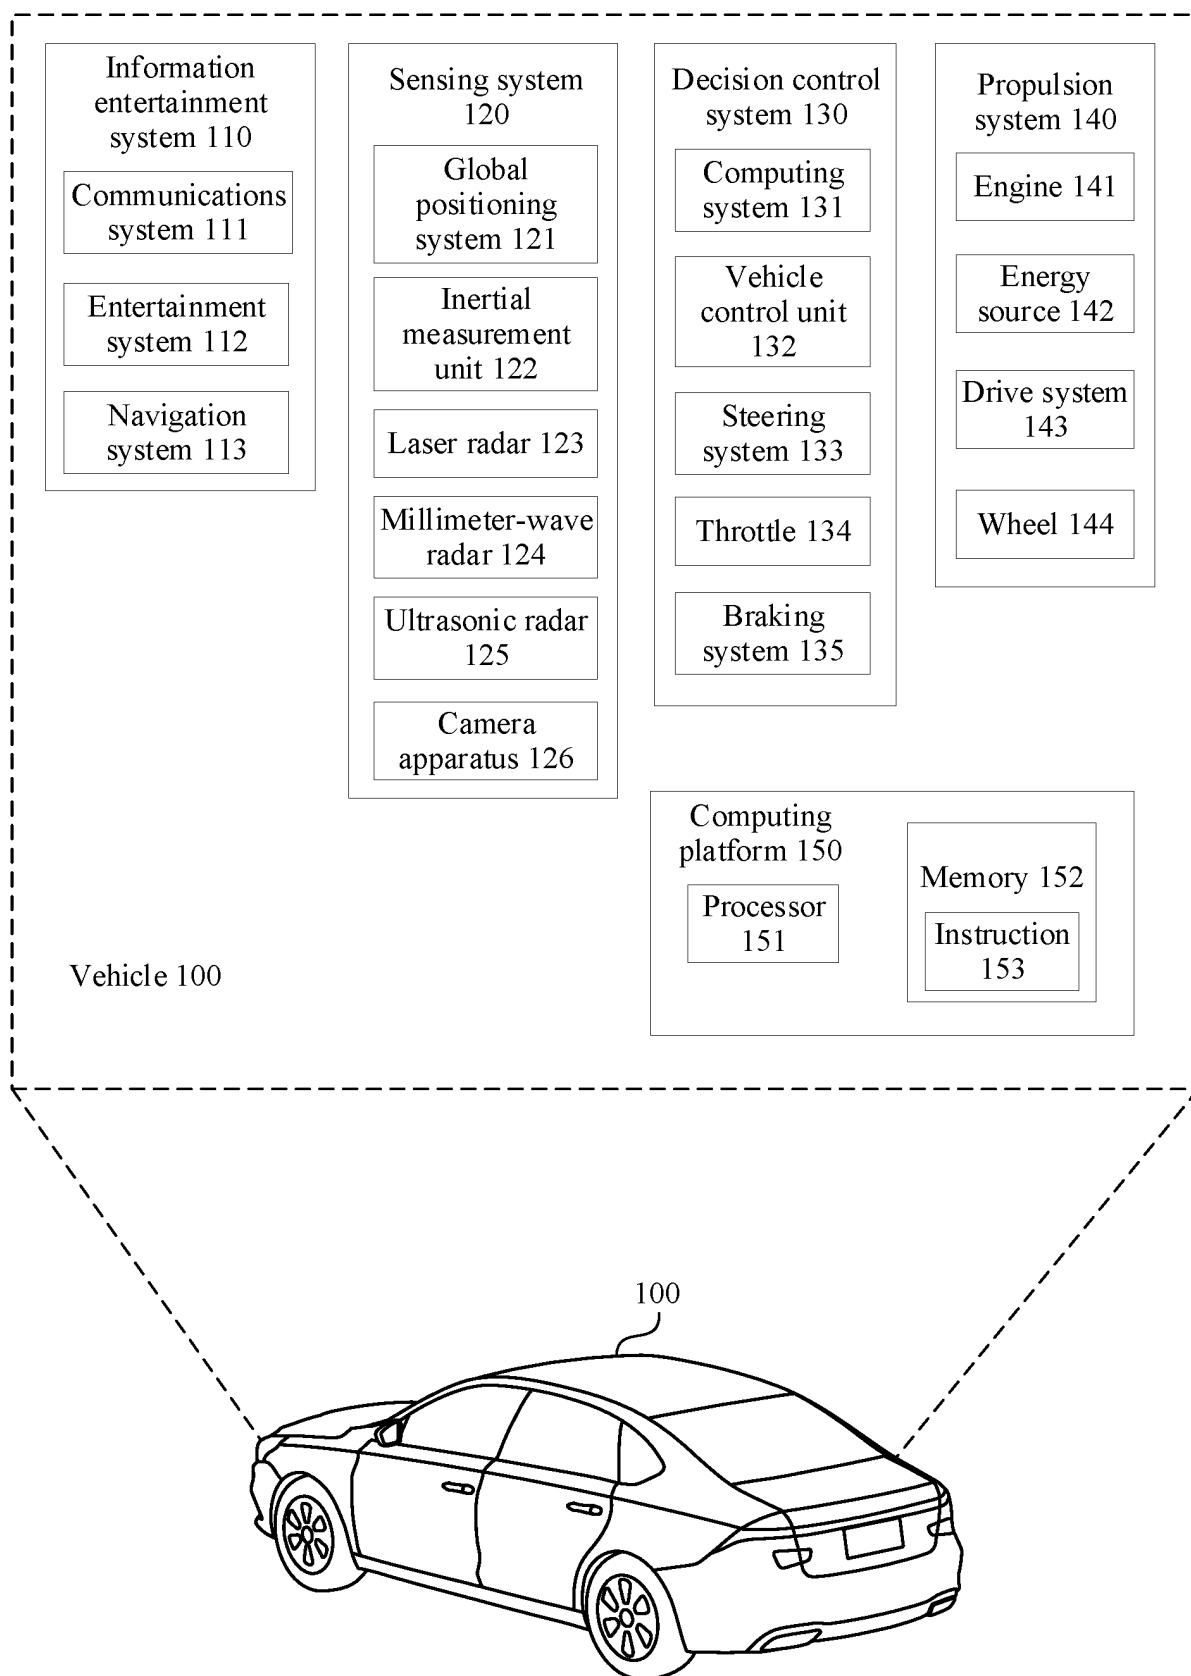 Information
entertainment
system 110
Communications
system 111
Entertainment
system 112
Navigation
system 113
Sensing system
120
Global
positioning
system 121
Inertial
measurement
unit 122
Laser radar 123
Millimeter-wave
radar 124
Ultrasonic radar
125
Camera
apparatus 126
Decision control
system 130
Computing
system 131
Vehicle
control unit
132
Steering
system 133
Throttle 134
Braking
system 135
Propulsion
system 140
Engine 141
Energy
source 142
Drive system
143
Wheel 144
Computing
platform 150
Processor
151
Memory 152
Instruction
153
Vehicle 100
100